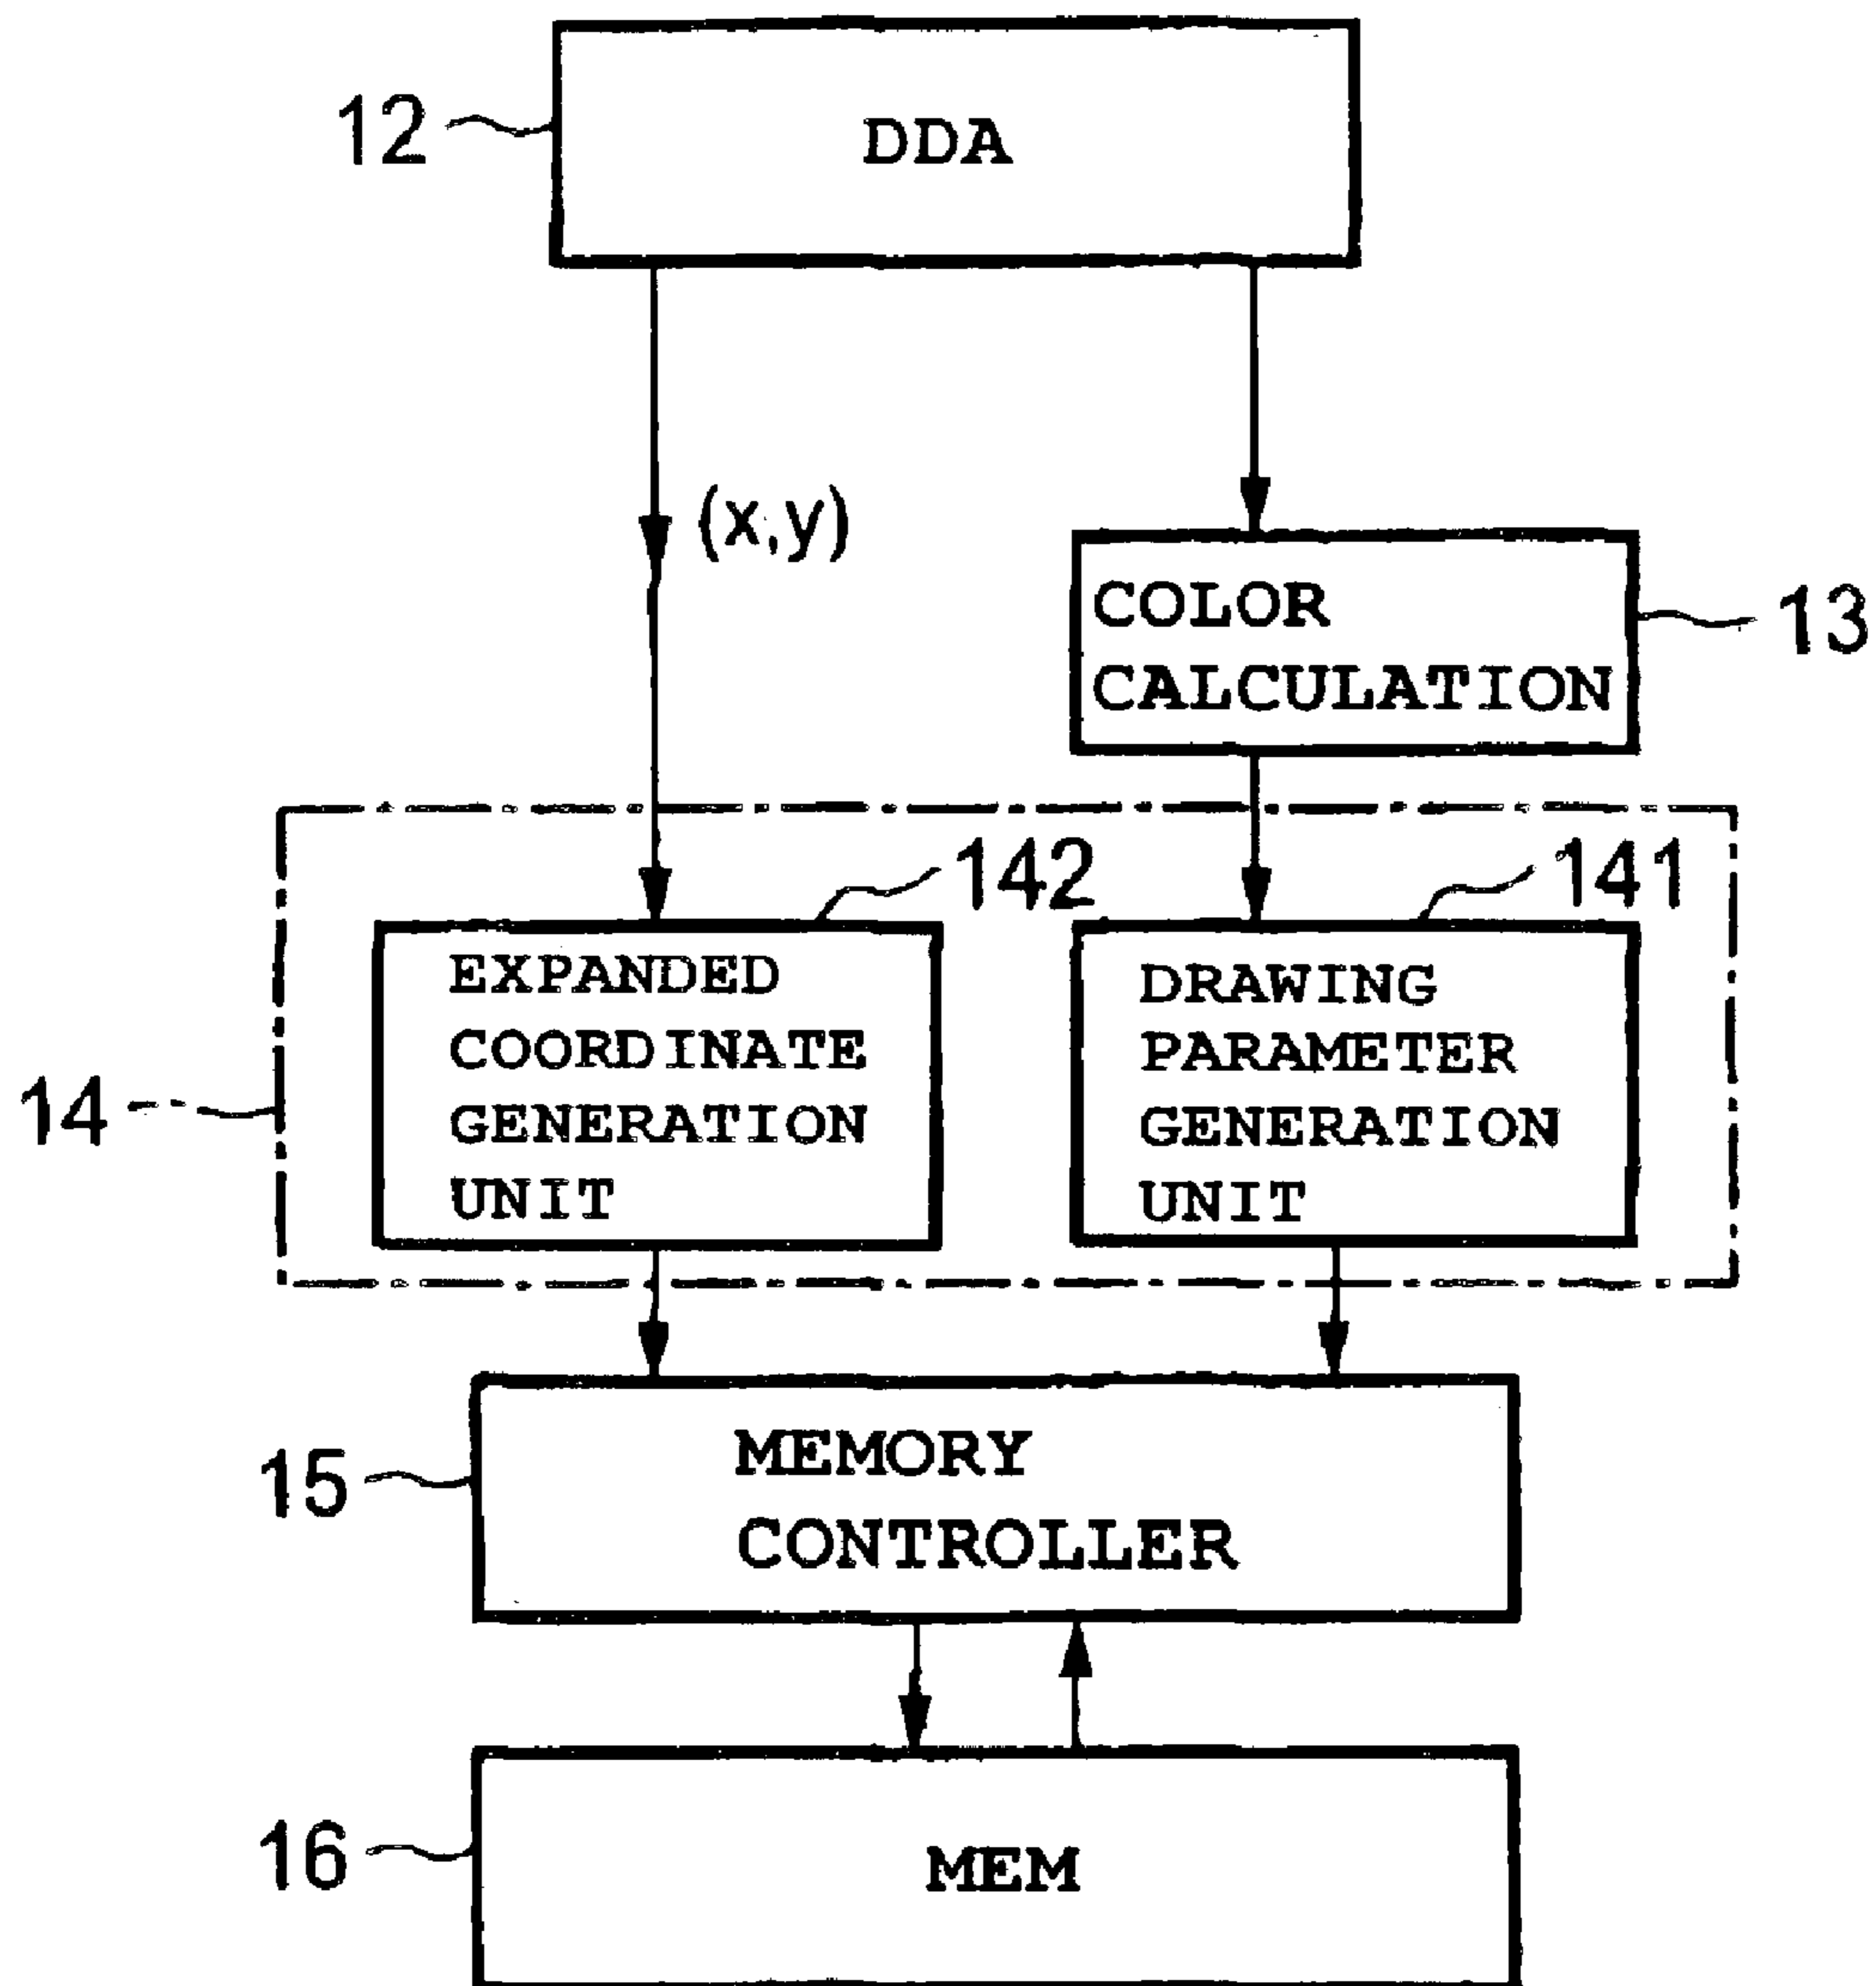 12
DDA
(x,y)
COLOR
CALCULATION
13
142
141
EXPANDED
COORDINATE
GENERATION
UNIT
DRAWING
PARAMETER
GENERATION
UNIT
14
15
MEMORY
CONTROLLER
16
MEM